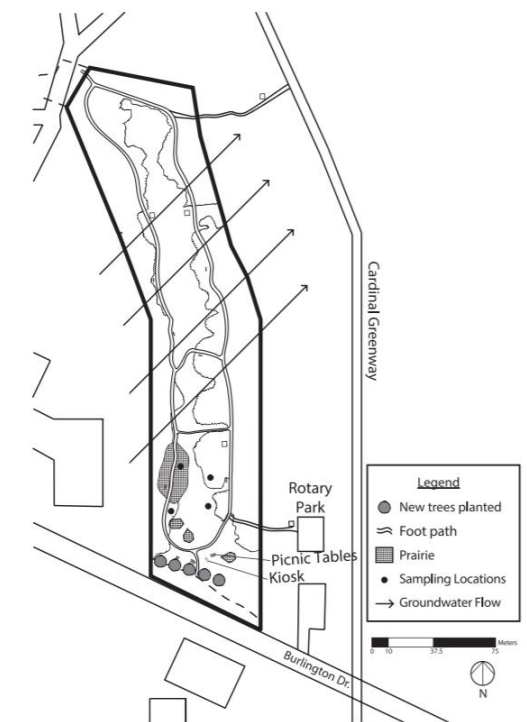 Cardinal Greenway
Rotary
Park
Picnic Tables
Kiosk
Burlington Dr.
Legend
New trees planted
Foot path
Prairie
Sampling Locations
Groundwater Flow
Meters
0 10 37.5 75
N